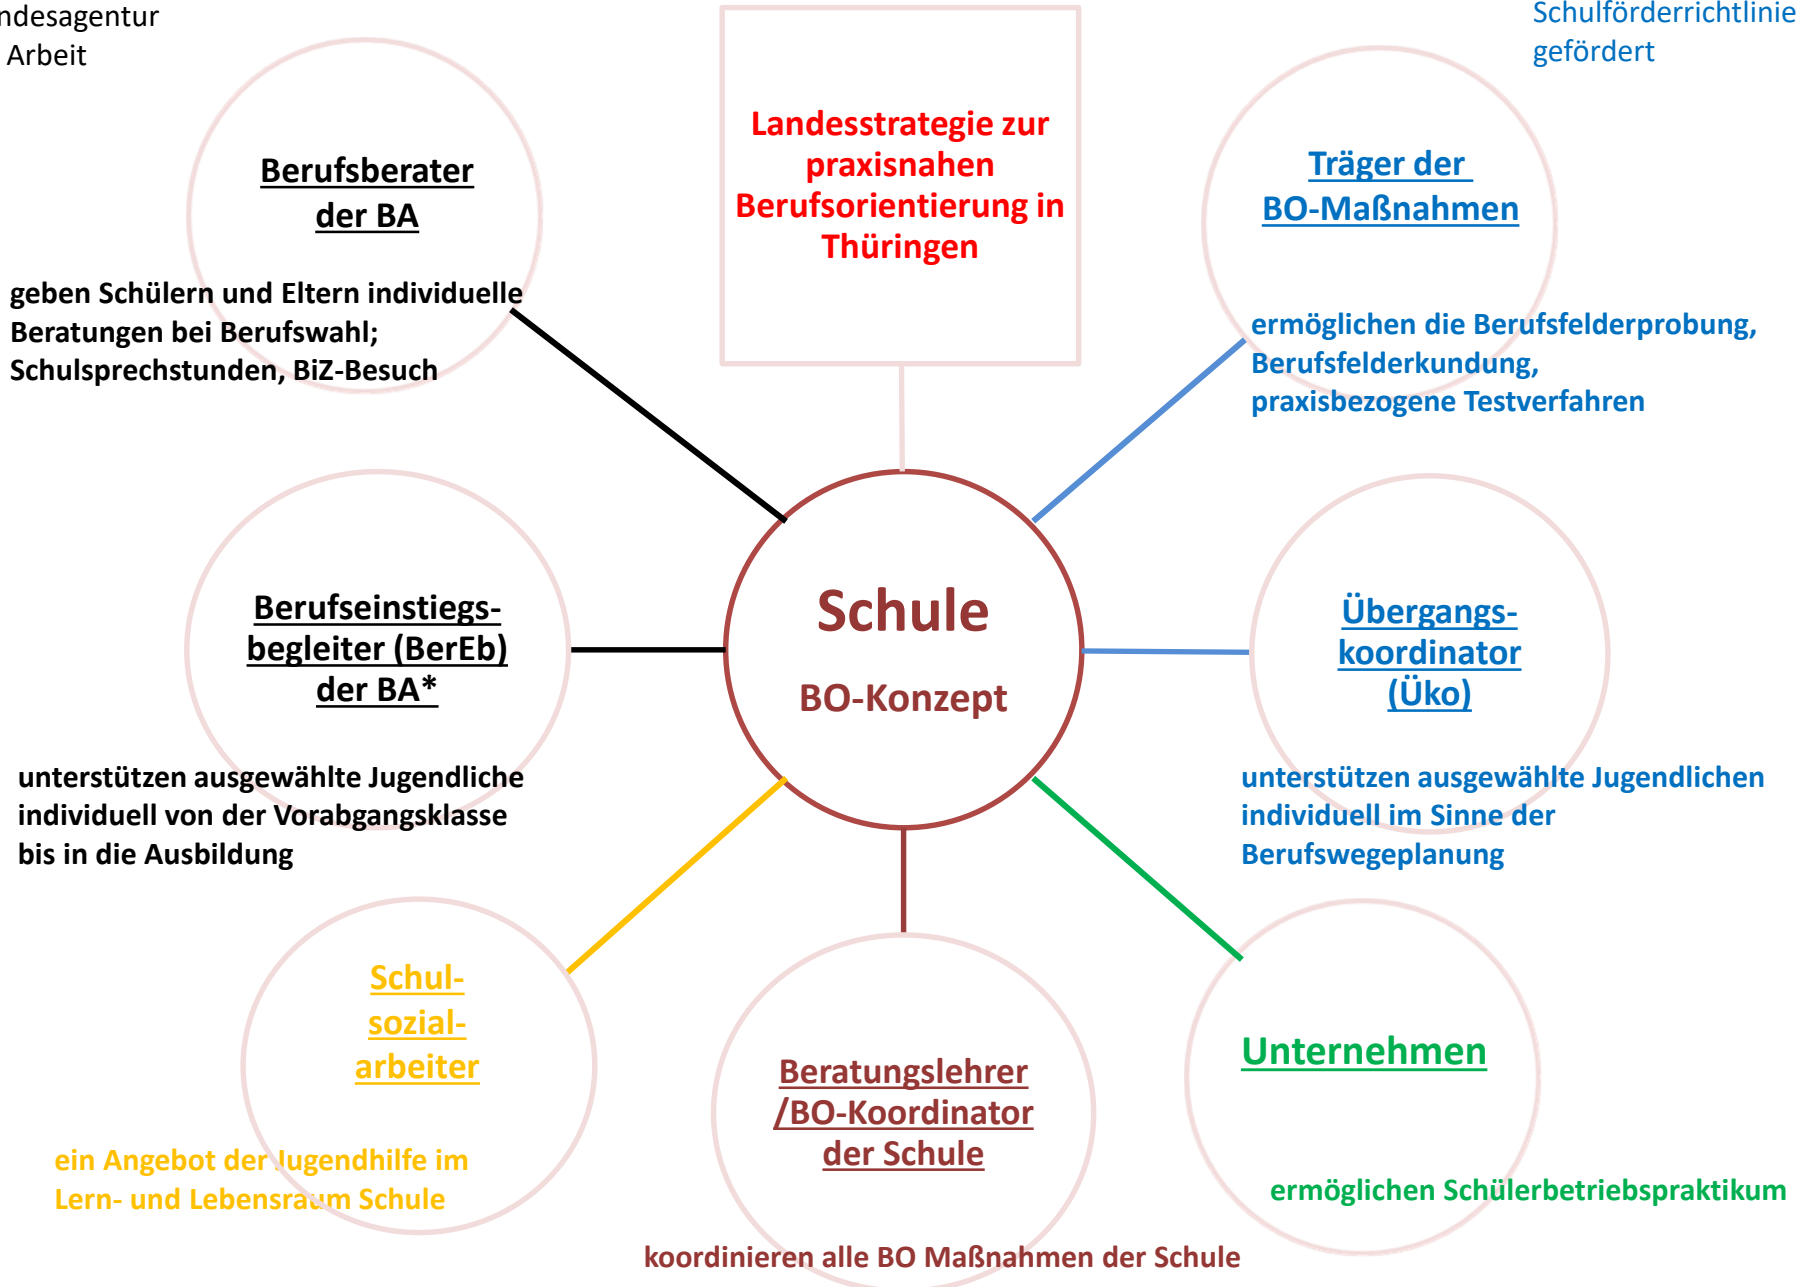 Arbeit
Schulförderrichtlinie
gefördert
Landesstrategie zur
praxisnahen
Berufsorientierung in
Thüringen
Berufsberater
der BA
geben Schülern und Eltern individuelle
Beratungen bei Berufswahl;
Schulsprechstunden, BiZ-Besuch
Träger der
BO-Maßnahmen
ermöglichen die Berufsfelderprobung,
Berufsfelderkundung,
praxisbezogene Testverfahren
Schule
BO-Konzept
Berufseinstiegs-
begleiter (BerEb)
der BA*
unterstützen ausgewählte Jugendliche
individuell von der Vorabgangsklasse
bis in die Ausbildung
Übergangs-
koordinator
(Üko)
unterstützen ausgewählte Jugendlichen
individuell im Sinne der
Berufswegeplanung
Schul-
sozial-
arbeiter
ein Angebot der Jugendhilfe im
Lern- und Lebensraum Schule
Beratungslehrer
/BO-Koordinator
der Schule
koordinieren alle BO Maßnahmen der Schule
Unternehmen
ermöglichen Schülerbetriebspraktikum